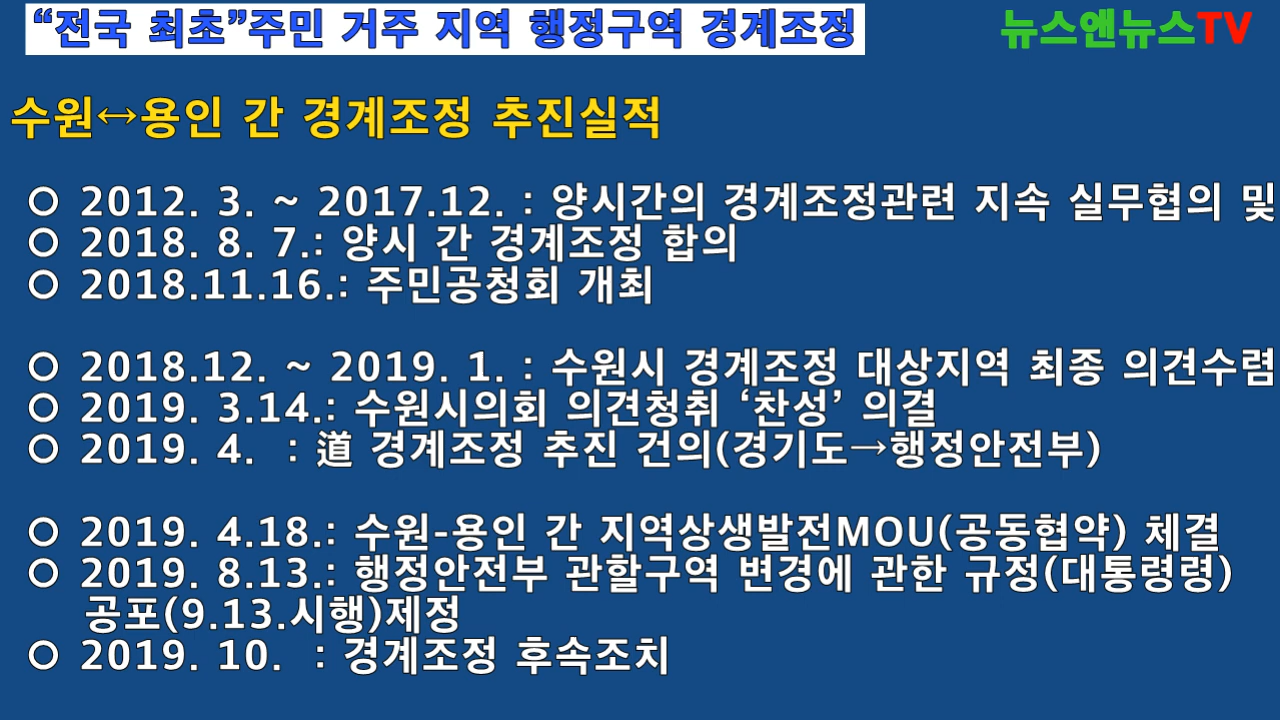 “전국 최초”주민 거주 지역 행정구역 경계조정
뉴스앤뉴스TV
수원↔용인 간 경계조정 추진실적
○ 2012. 3. ~ 2017.12. : 양시간의 경계조정관련 지속 실무협의 및
○ 2018. 8. 7.: 양시 간 경계조정 합의
○ 2018.11.16.: 주민공청회 개최
○ 2018.12. ~ 2019. 1. : 수원시 경계조정 대상지역 최종 의견수렴
○ 2019. 3.14.: 수원시의회 의견청취 ‘찬성’ 의결
○ 2019. 4. : 道 경계조정 추진 건의(경기도→행정안전부)
○ 2019. 4.18.: 수원-용인 간 지역상생발전MOU(공동협약) 체결
○ 2019. 8.13.: 행정안전부 관할구역 변경에 관한 규정(대통령령)
공포(9.13.시행)제정
○ 2019. 10. : 경계조정 후속조치